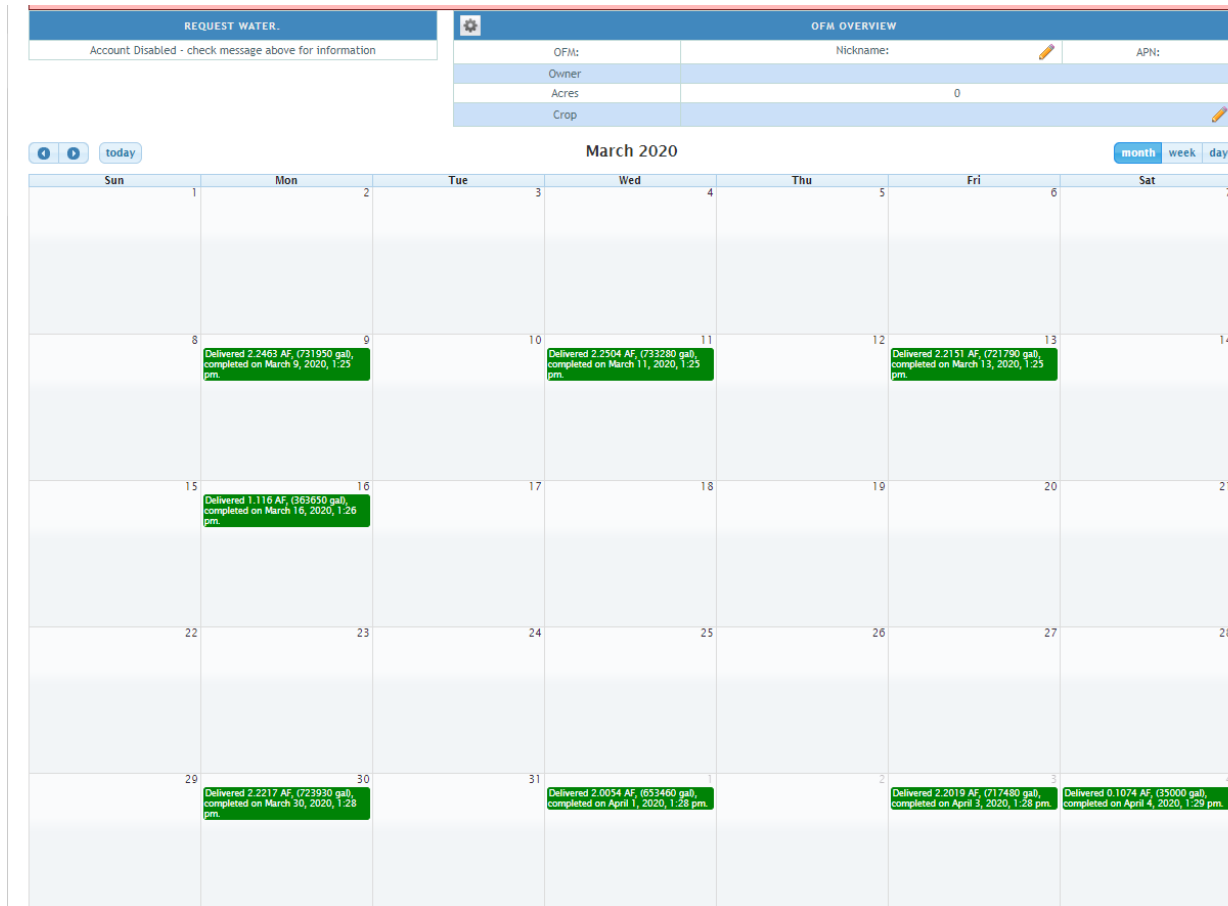 REQUEST WATER.
Account Disabled - check message above for information
OFM OVERVIEW
OFM: Nickname: APN:
Owner
Acres 0
Crop
today March 2020 month week day
Sun Mon Tue Wed Thu Fri Sat
1 2 3 4 5 6 7
8 9 10 11 12 13 14
Delivered 2.2463 AF, (731950 gal),
completed on March 9, 2020, 1:25
pm.
Delivered 2.2504 AF, (733280 gal),
completed on March 11, 2020, 1:25
pm.
Delivered 2.2151 AF, (721790 gal),
completed on March 13, 2020, 1:25
pm.
15 16 17 18 19 20 21
Delivered 1.116 AF, (363650 gal),
completed on March 16, 2020, 1:26
pm.
22 23 24 25 26 27 28
29 30 31 1 2 3 4
Delivered 2.2217 AF, (723930 gal),
completed on March 30, 2020, 1:28
pm.
Delivered 2.0054 AF, (653460 gal),
completed on April 1, 2020, 1:28 pm.
Delivered 2.2019 AF, (717480 gal),
completed on April 3, 2020, 1:28 pm.
Delivered 0.1074 AF, (35000 gal),
completed on April 4, 2020, 1:29 pm.